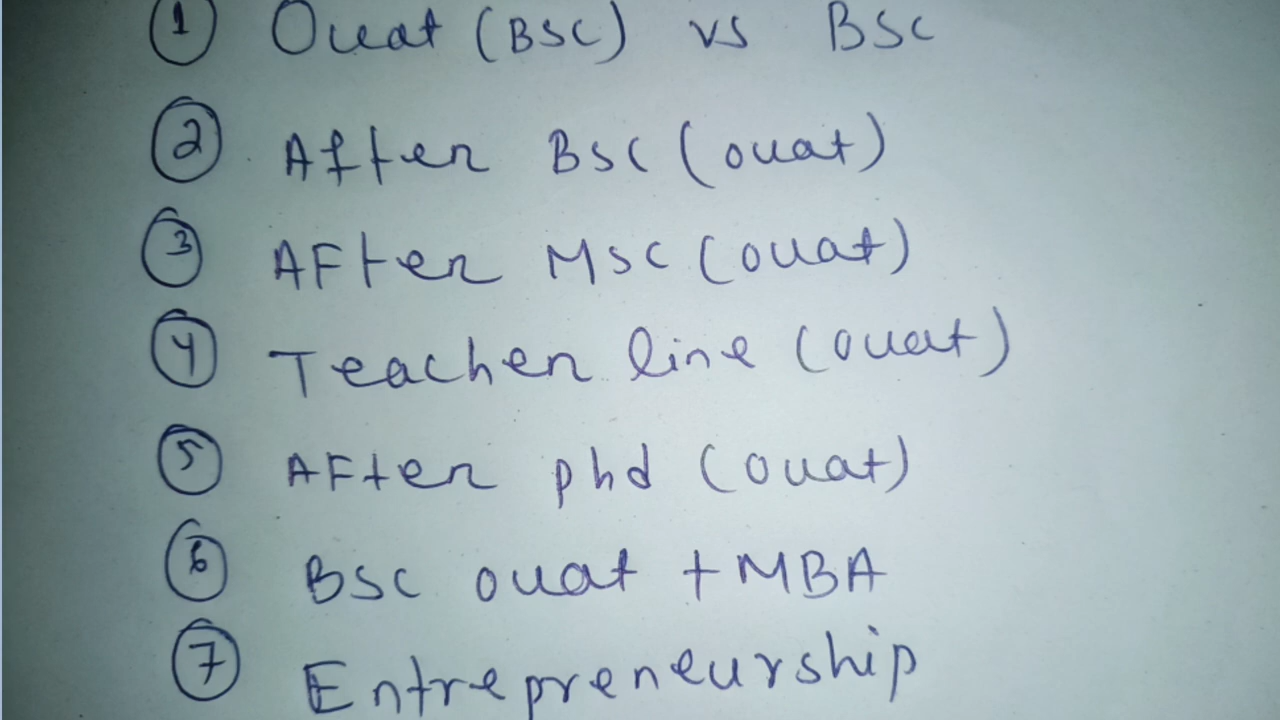 1 Ouat (BSC) vs BSC
2 After BSC (ouat)
3 AFter MSC (ouat)
4 Teacher line (ouat)
5 AFter phd (ouat)
6 BSC ouat + MBA
7 Entrepreneurship